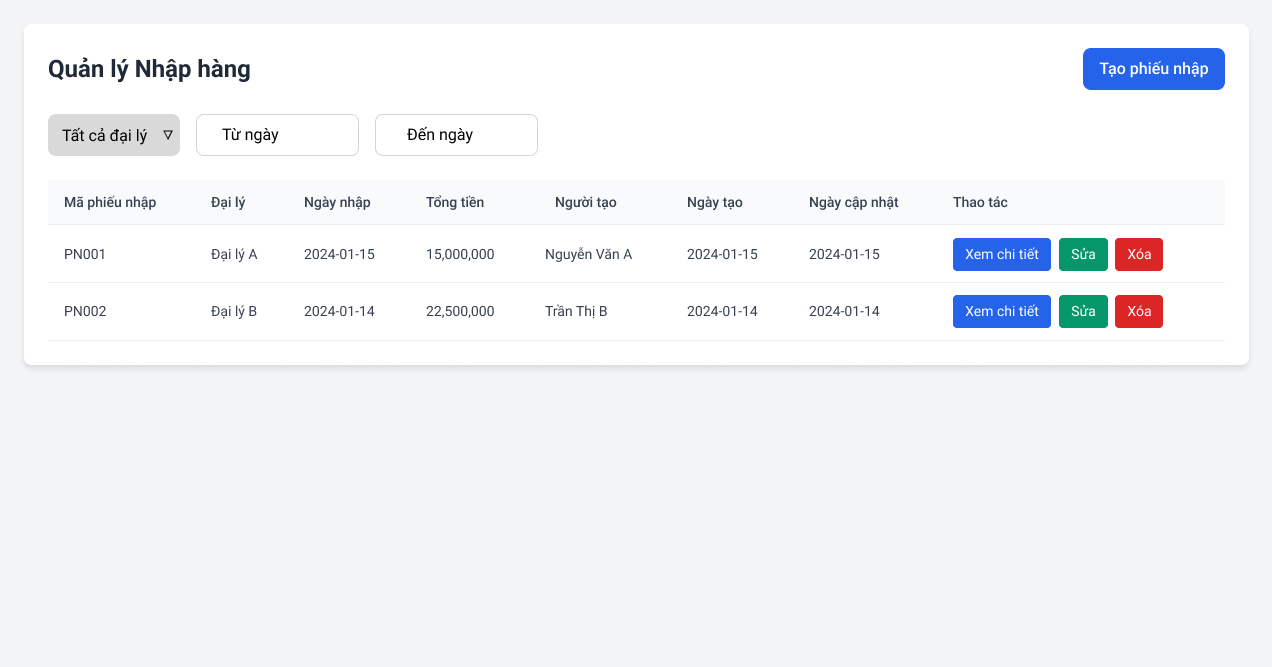 Quản lý Nhập hàng
Tạo phiếu nhập
Tất cả đại lý
Từ ngày
Đến ngày
Mã phiếu nhập Đại lý Ngày nhập Tổng tiền Người tạo Ngày tạo Ngày cập nhật Thao tác
PN001 Đại lý A 2024-01-15 15,000,000 Nguyễn Văn A 2024-01-15 2024-01-15 Xem chi tiết Sửa Xóa
PN002 Đại lý B 2024-01-14 22,500,000 Trần Thị B 2024-01-14 2024-01-14 Xem chi tiết Sửa Xóa